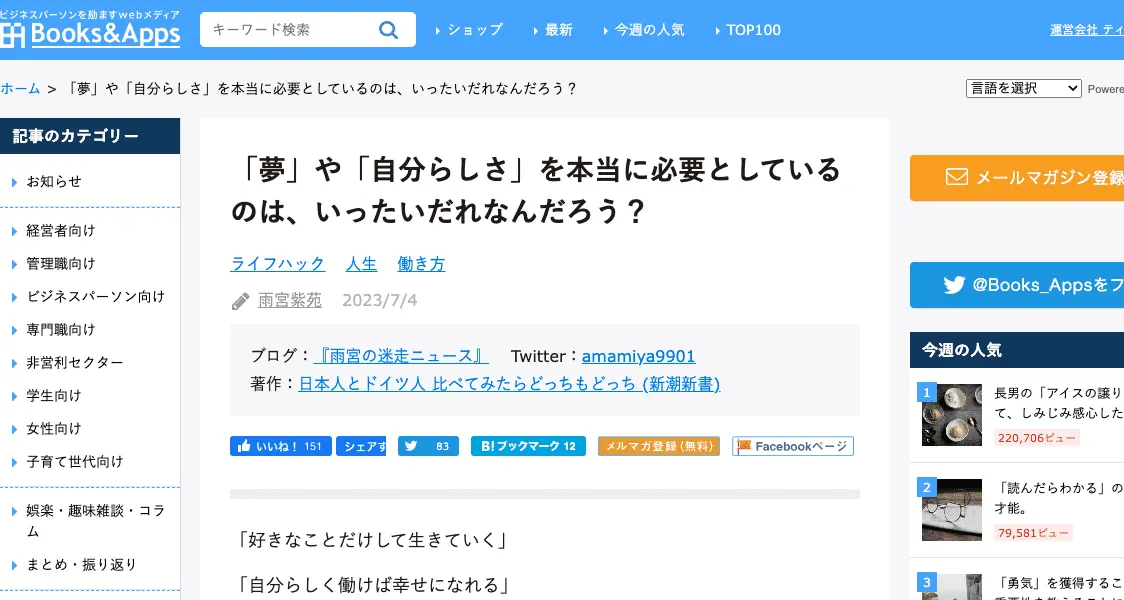 ビジネスパーソンを励ますwebメディア
Books&Apps
キーワード検索
ショップ
最新
今週の人気
TOP100
運営会社 ティ
ホーム > 「夢」や「自分らしさ」を本当に必要としているのは、いったいだれなんだろう？
言語を選択
Powere
記事のカテゴリー
お知らせ
経営者向け
管理職向け
ビジネスパーソン向け
専門職向け
非営利セクター
学生向け
女性向け
子育て世代向け
娯楽・趣味雑談・コラ
ム
まとめ・振り返り
「夢」や「自分らしさ」を本当に必要としている
のは、いったいだれなんだろう？
ライフハック 人生 働き方
雨宮紫苑 2023/7/4
ブログ：『雨宮の迷走ニュース』 Twitter：amamiya9901
著作：日本人とドイツ人 比べてみたらどっちもどっち (新潮新書)
いいね！ 151 シェアす 83 B!ブックマーク 12 メルマガ登録(無料) Facebookページ
「好きなことだけして生きていく」
「自分らしく働けば幸せになれる」
メールマガジン登録
@Books_Appsをフ
今週の人気
1
長男の「アイスの譲り
て、しみじみ感心した
220,706ビュー
2
「読んだらわかる」の
才能。
79,581ビュー
3
「勇気」を獲得するこ